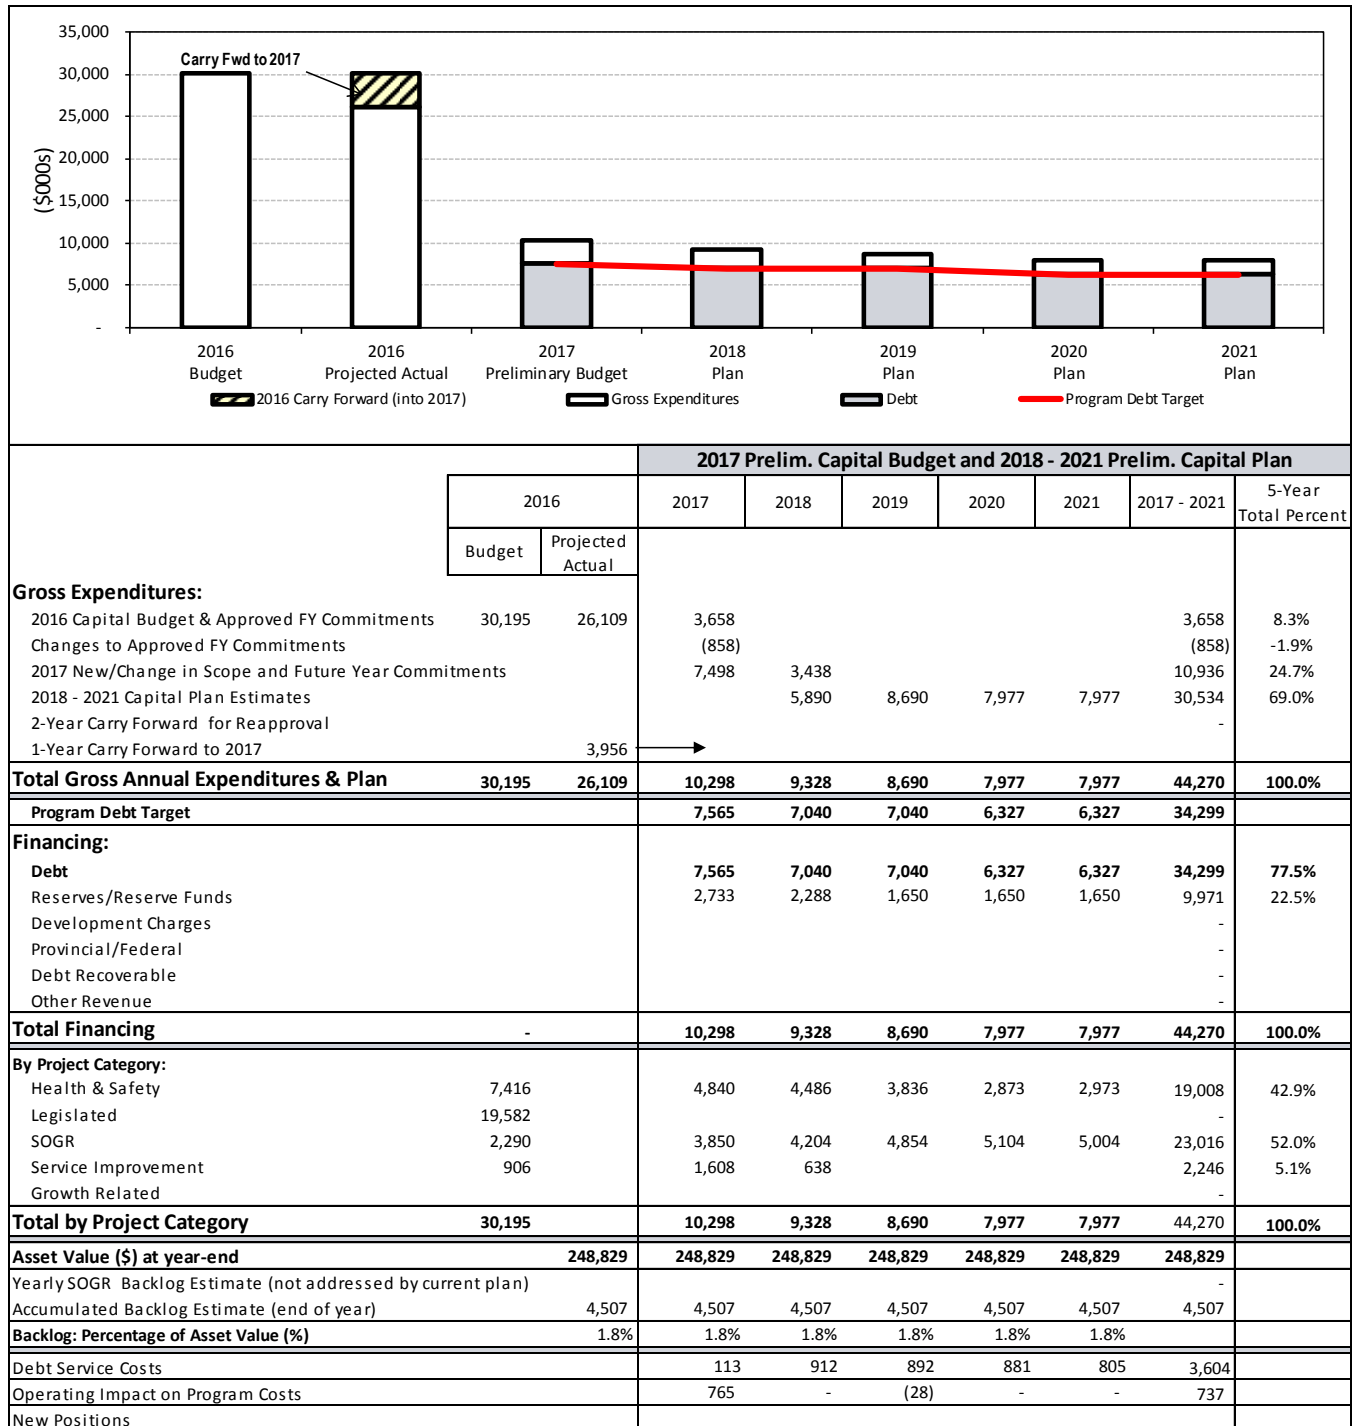 35,000
30,000
25,000
20,000
15,000
10,000
5,000
-
($000s)
Carry Fwd to 2017
2016 Budget
2016 Projected Actual
2017 Preliminary Budget
2018 Plan
2019 Plan
2020 Plan
2021 Plan
2016 Carry Forward (into 2017) Gross Expenditures Debt Program Debt Target
2017 Prelim. Capital Budget and 2018 - 2021 Prelim. Capital Plan
2016 2017 2018 2019 2020 2021 2017 - 2021 5-Year Total Percent
Budget Projected Actual
Gross Expenditures:
2016 Capital Budget & Approved FY Commitments 30,195 26,109 3,658 3,658 8.3%
Changes to Approved FY Commitments (858) (858) -1.9%
2017 New/Change in Scope and Future Year Commitments 7,498 3,438 10,936 24.7%
2018 - 2021 Capital Plan Estimates 5,890 8,690 7,977 7,977 30,534 69.0%
2-Year Carry Forward for Reapproval -
1-Year Carry Forward to 2017 3,956
Total Gross Annual Expenditures & Plan 30,195 26,109 10,298 9,328 8,690 7,977 7,977 44,270 100.0%
Program Debt Target 7,565 7,040 7,040 6,327 6,327 34,299
Financing:
Debt 7,565 7,040 7,040 6,327 6,327 34,299 77.5%
Reserves/Reserve Funds 2,733 2,288 1,650 1,650 1,650 9,971 22.5%
Development Charges -
Provincial/Federal -
Debt Recoverable -
Other Revenue -
Total Financing - 10,298 9,328 8,690 7,977 7,977 44,270 100.0%
By Project Category:
Health & Safety 7,416 4,840 4,486 3,836 2,873 2,973 19,008 42.9%
Legislated 19,582 -
SOGR 2,290 3,850 4,204 4,854 5,104 5,004 23,016 52.0%
Service Improvement 906 1,608 638 2,246 5.1%
Growth Related -
Total by Project Category 30,195 10,298 9,328 8,690 7,977 7,977 44,270 100.0%
Asset Value ($) at year-end 248,829 248,829 248,829 248,829 248,829 248,829 248,829
Yearly SOGR Backlog Estimate (not addressed by current plan) -
Accumulated Backlog Estimate (end of year) 4,507 4,507 4,507 4,507 4,507 4,507 4,507
Backlog: Percentage of Asset Value (%) 1.8% 1.8% 1.8% 1.8% 1.8% 1.8%
Debt Service Costs 113 912 892 881 805 3,604
Operating Impact on Program Costs 765 - (28) - - 737
New Positions